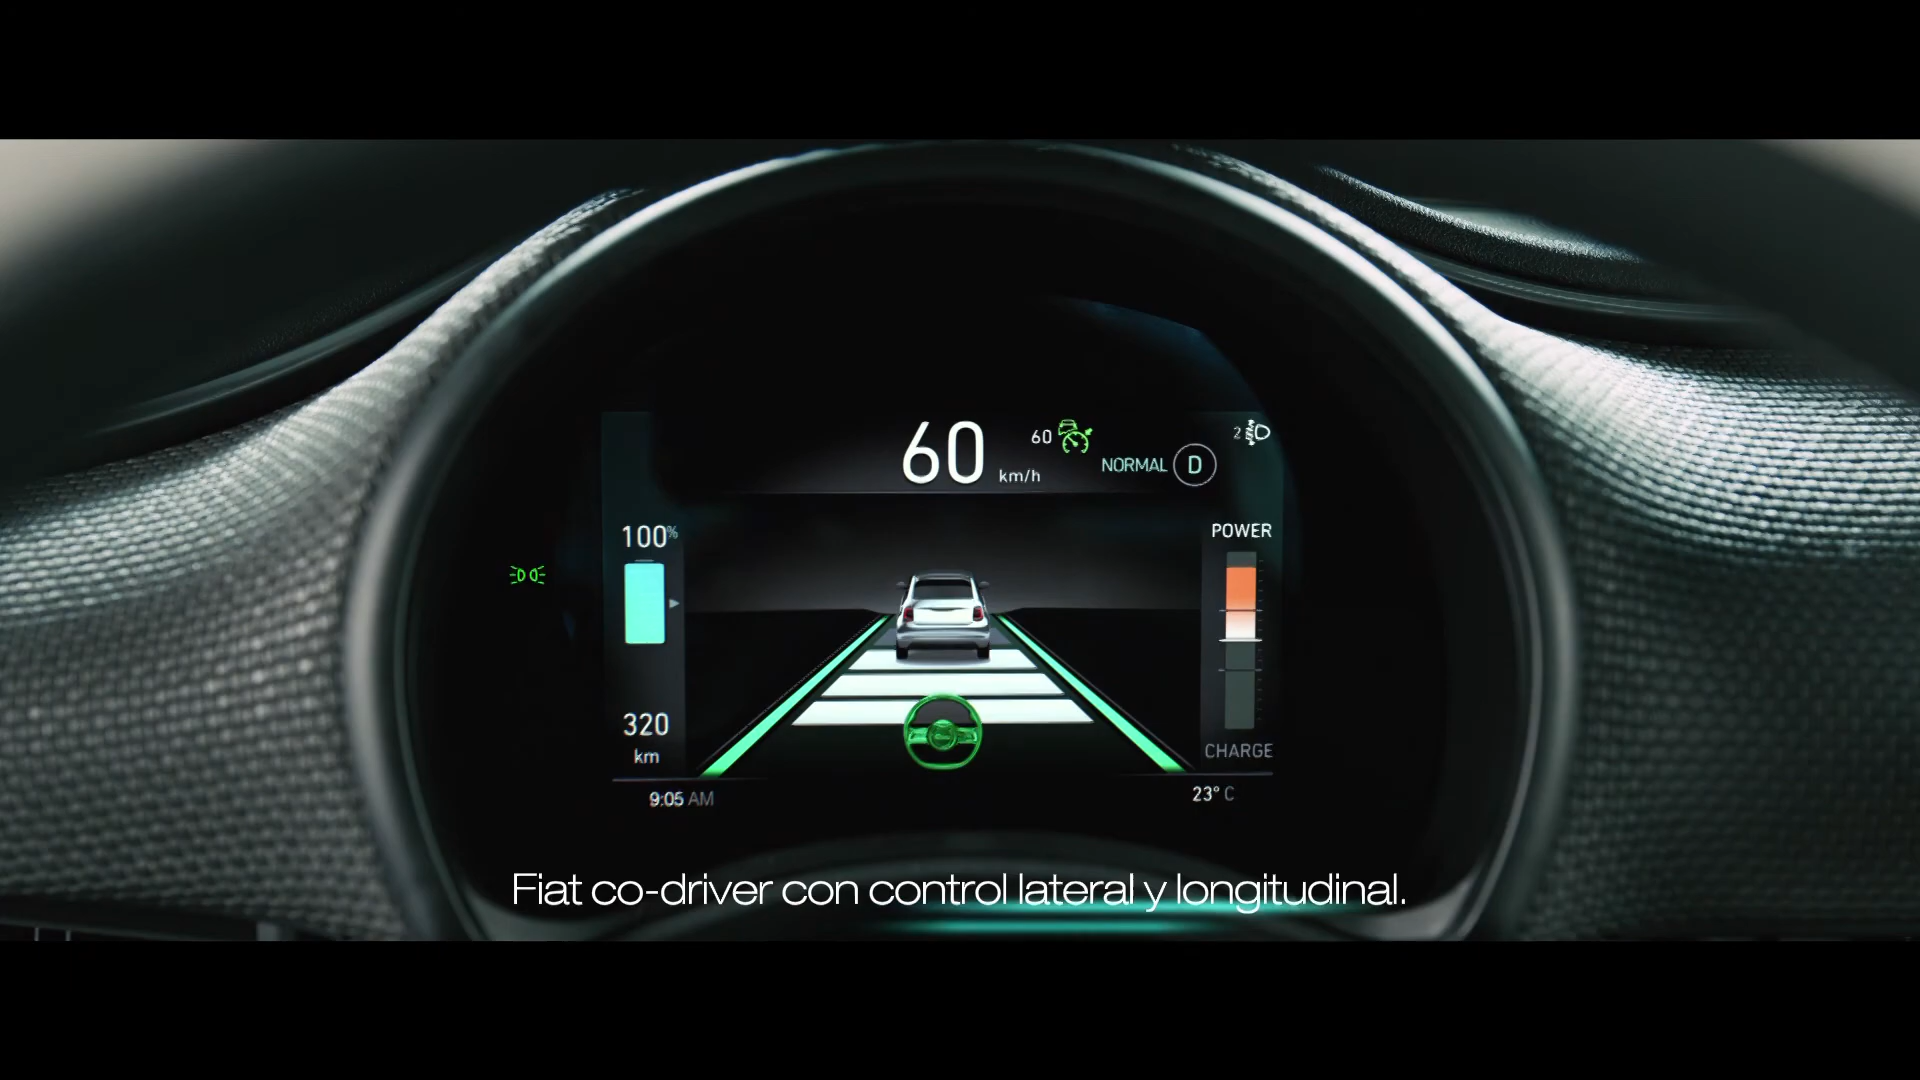 60 km/h
60
NORMAL D
2
100%
POWER
320
km
CHARGE
9:05 AM
23° C
Fiat co-driver con control lateral y longitudinal.